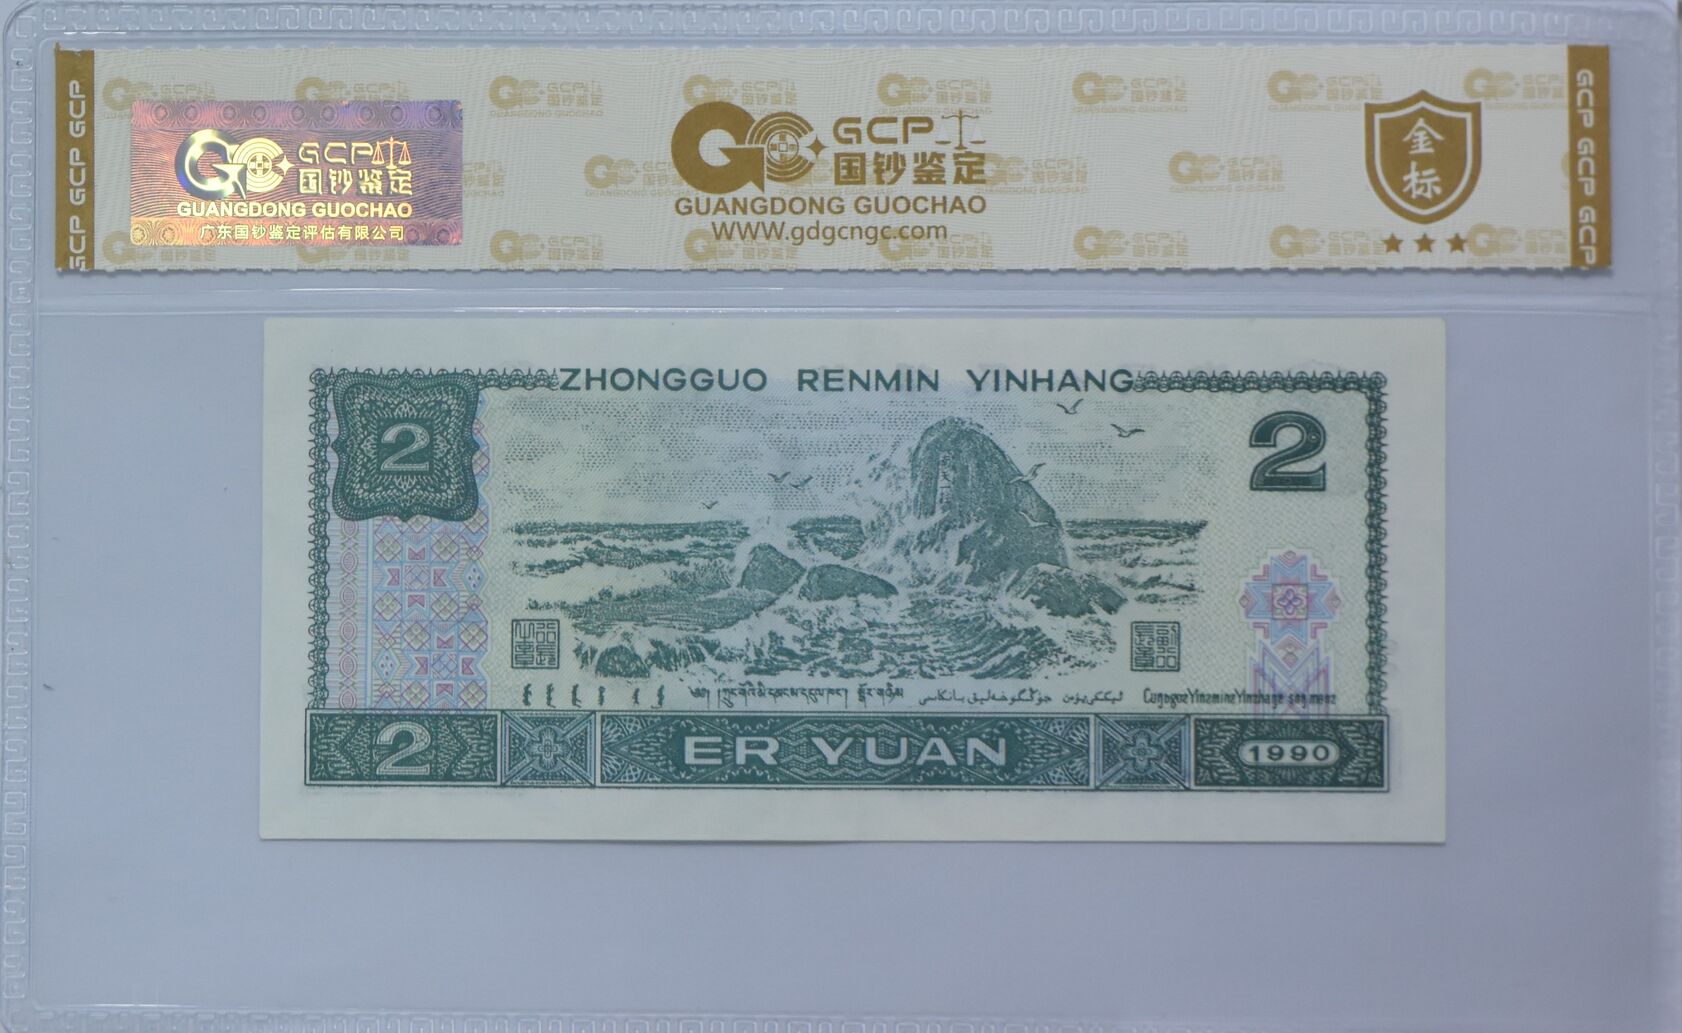 GCP GCP GCP
GCP
国钞鉴定
GUANGDONG GUOCHAO
广东国钞鉴定评估有限公司
GCP
国钞鉴定
GUANGDONG GUOCHAO
WWW.gdgcngc.com
金
标
GCP GCP GCP
ZHONGGUO RENMIN YINHANG
2
2
2
ER YUAN
1990